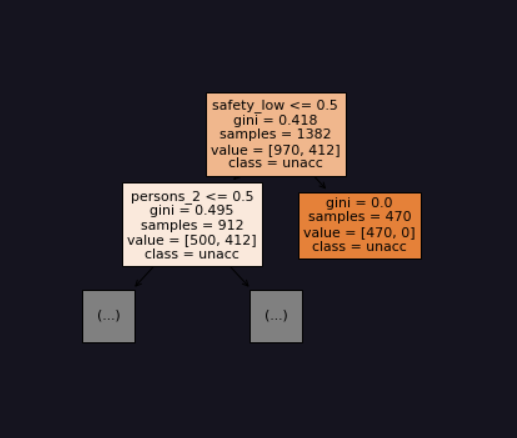 safety_low <= 0.5
gini = 0.418
samples = 1382
value = [970, 412]
class = unacc
persons_2 <= 0.5
gini = 0.495
samples = 912
value = [500, 412]
class = unacc
gini = 0.0
samples = 470
value = [470, 0]
class = unacc
(...)
(...)